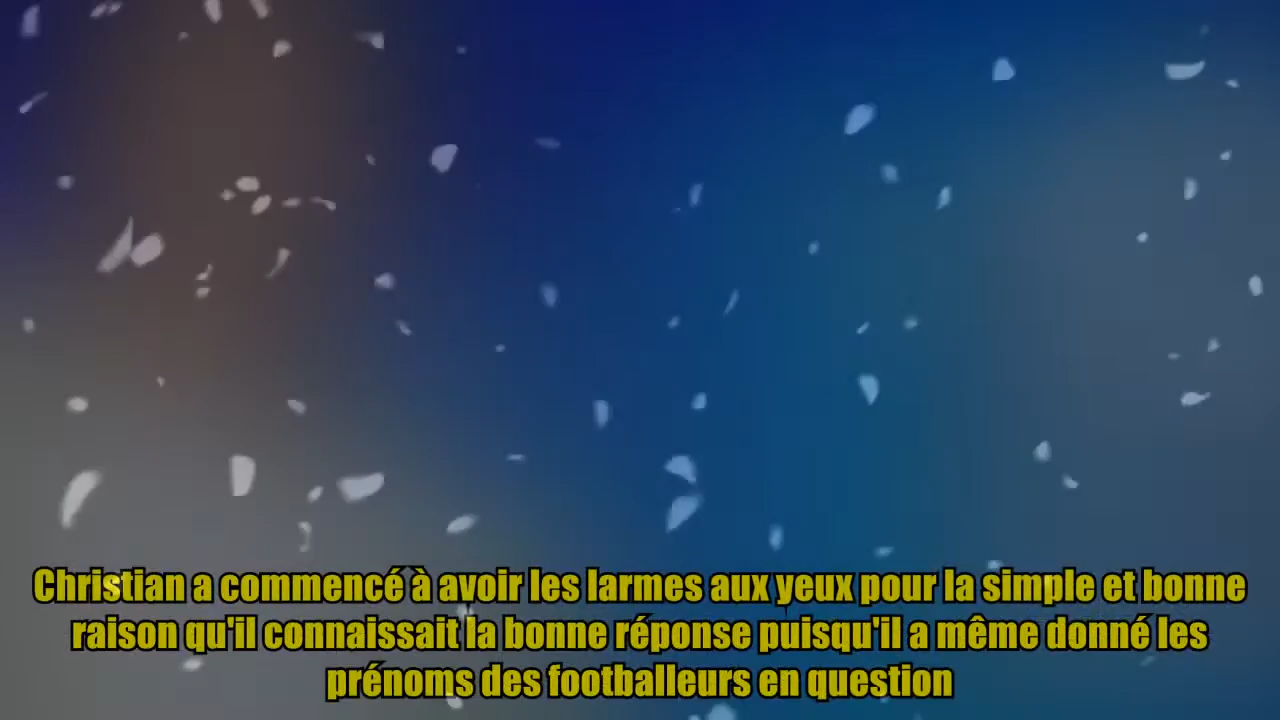 Christian a commencé à avoir les larmes aux yeux pour la simple et bonne
raison qu'il connaissait la bonne réponse puisqu'il a même donné les
prénoms des footballeurs en question